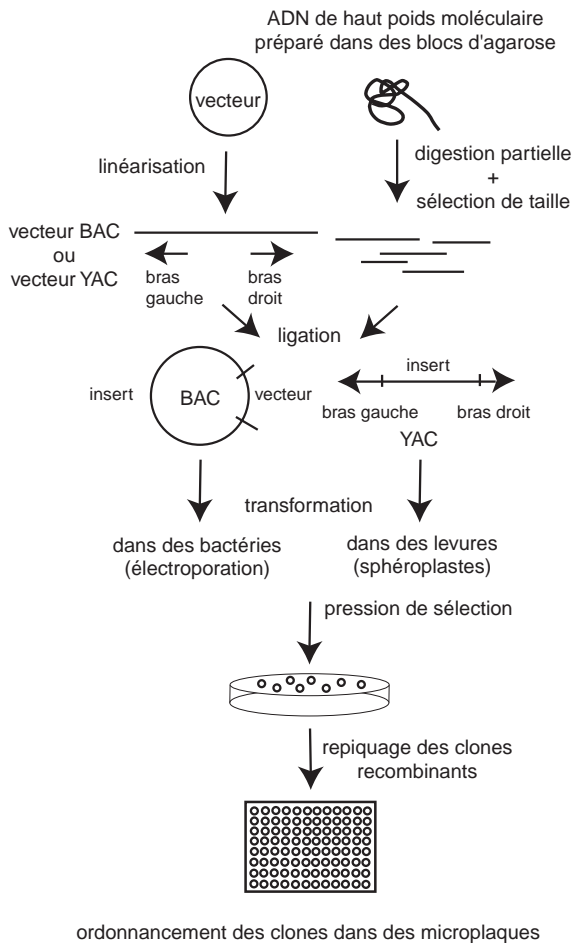 ADN de haut poids moléculaire
préparé dans des blocs d'agarose
vecteur
linéarisation
digestion partielle
+
sélection de taille
vecteur BAC
ou
vecteur YAC
bras
gauche
bras
droit
ligation
insert
BAC
vecteur
insert
bras gauche
bras droit
YAC
transformation
dans des bactéries
(électroporation)
dans des levures
(sphéroplastes)
pression de sélection
repiquage des clones
recombinants
ordonnancement des clones dans des microplaques